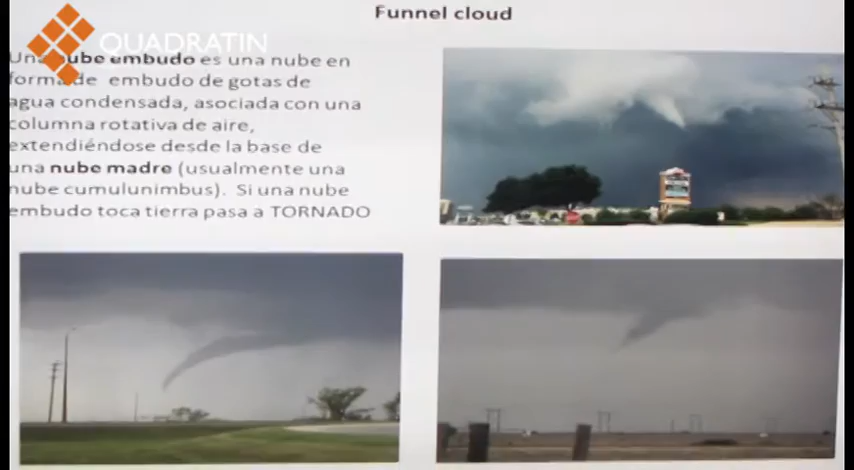 Funnel cloud
QUADRATIN
Una nube embudo es una nube en
forma de embudo de gotas de
agua condensada, asociada con una
columna rotativa de aire,
extendiéndose desde la base de
una nube madre (usualmente una
nube cumulunimbus). Si una nube
embudo toca tierra pasa a TORNADO